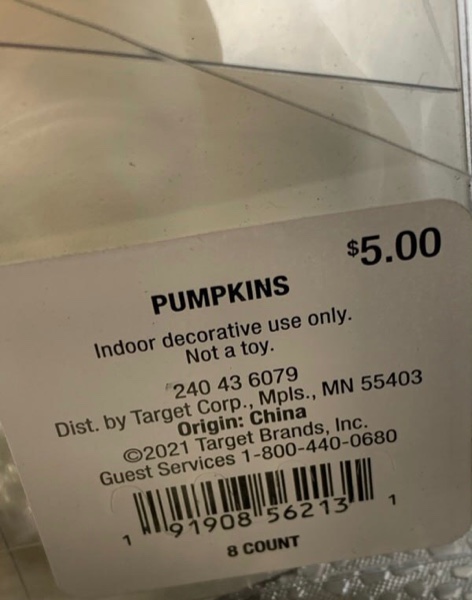 $5.00
PUMPKINS
Indoor decorative use only.
Not a toy.
240 43 6079
Dist. by Target Corp., Mpls., MN 55403
Origin: China
©2021 Target Brands, Inc.
Guest Services 1-800-440-0680
1 91908 56213 1
8 COUNT